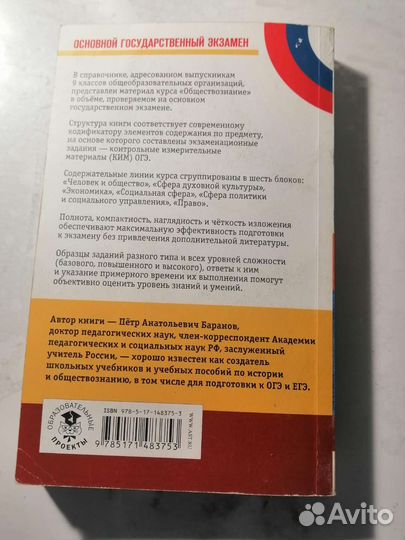 ОСНОВНОЙ ГОСУДАРСТВЕННЫЙ ЭКЗАМЕН
В справочнике, адресованном выпускникам
9 классов общеобразовательных организаций,
представлен материал курса «Обществознание»
в объёме, проверяемом на основном
государственном экзамене.
Структура книги соответствует современному
кодификатору элементов содержания по предмету,
на основе которого составлены экзаменационные
задания — контрольные измерительные
материалы (КИМ) ОГЭ.
Содержательные линии курса сгруппированы в шесть блоков:
«Человек и общество», «Сфера духовной культуры»,
«Экономика», «Социальная сфера», «Сфера политики
и социального управления», «Право».
Полнота, компактность, наглядность и чёткость изложения
обеспечивают максимальную эффективность подготовки
к экзамену без привлечения дополнительной литературы.
Образцы заданий разного типа и всех уровней сложности
(базового, повышенного и высокого), ответы к ним
и указание примерного времени их выполнения помогут
объективно оценить уровень знаний и умений.
Автор книги — Пётр Анатольевич Баранов,
доктор педагогических наук, член-корреспондент Академии
педагогических и социальных наук РФ, заслуженный
учитель России, — хорошо известен как создатель
школьных учебников и учебных пособий по истории
и обществознанию, в том числе для подготовки к ОГЭ и ЕГЭ.
ОБРАЗОВАТЕЛЬНЫЕ
ПРОЕКТЫ
ISBN 978-5-17-148375-3
9 785171 483753
WWW.AST.RU
Avito